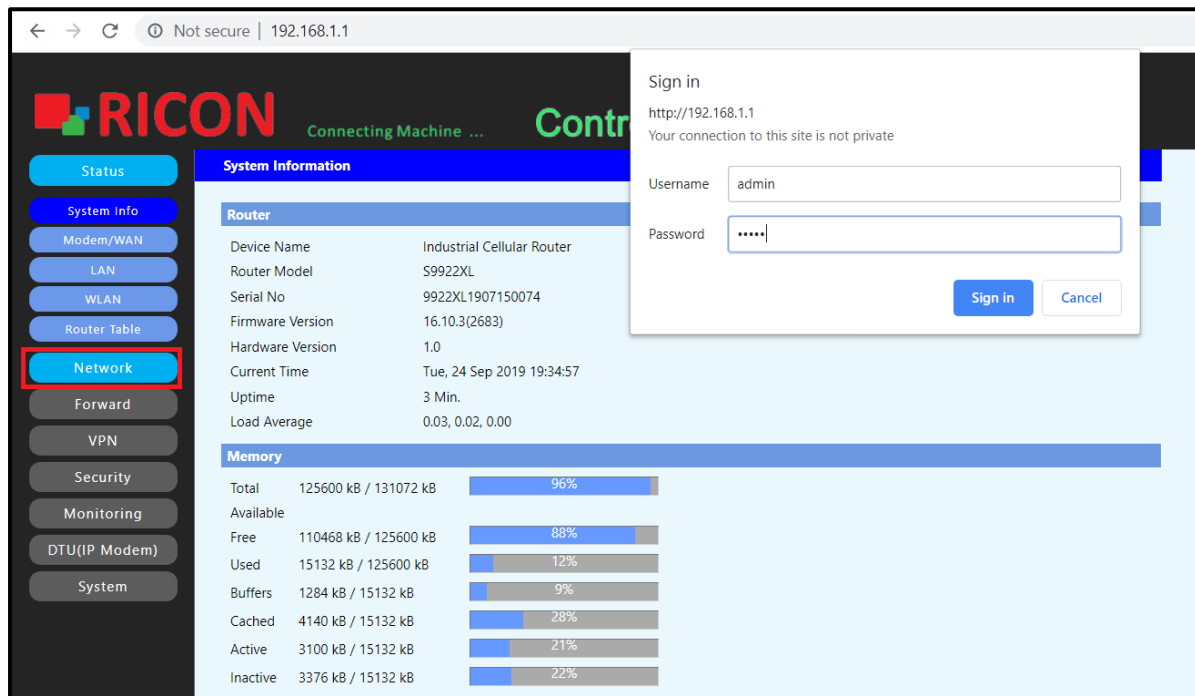 Not secure | 192.168.1.1
RICON
Connecting Machine ...
Contr
Sign in
http://192.168.1.1
Your connection to this site is not private
Username admin
Password •••••
Sign in Cancel
Status
System Info
Modem/WAN
LAN
WLAN
Router Table
Network
Forward
VPN
Security
Monitoring
DTU(IP Modem)
System
System Information
Router
Device Name Industrial Cellular Router
Router Model S9922XL
Serial No 9922XL1907150074
Firmware Version 16.10.3(2683)
Hardware Version 1.0
Current Time Tue, 24 Sep 2019 19:34:57
Uptime 3 Min.
Load Average 0.03, 0.02, 0.00
Memory
Total Available 125600 kB / 131072 kB 96%
Free 110468 kB / 125600 kB 88%
Used 15132 kB / 125600 kB 12%
Buffers 1284 kB / 15132 kB 9%
Cached 4140 kB / 15132 kB 28%
Active 3100 kB / 15132 kB 21%
Inactive 3376 kB / 15132 kB 22%